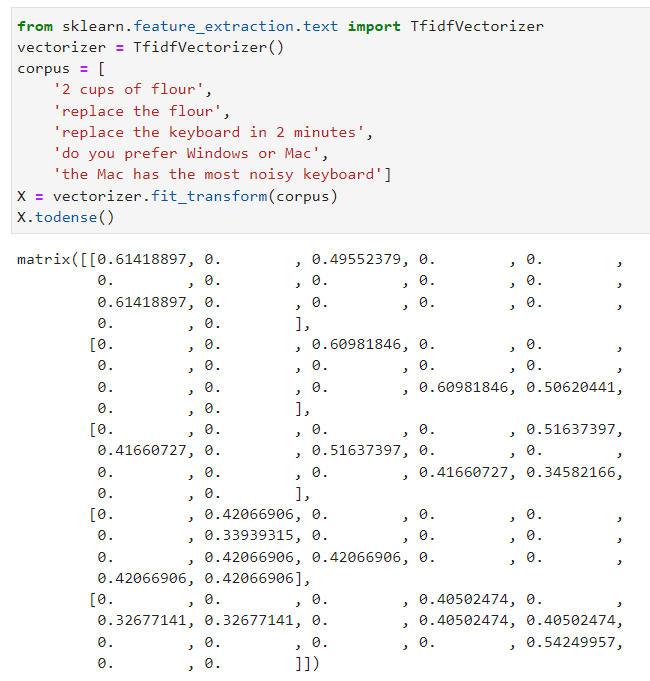 from sklearn.feature_extraction.text import TfidfVectorizer
vectorizer = TfidfVectorizer()
corpus = [
    '2 cups of flour',
    'replace the flour',
    'replace the keyboard in 2 minutes',
    'do you prefer Windows or Mac',
    'the Mac has the most noisy keyboard']
X = vectorizer.fit_transform(corpus)
X.todense()
matrix([[0.61418897, 0.        , 0.49552379, 0.        , 0.        ,
         0.        , 0.        , 0.        , 0.        , 0.        ,
         0.61418897, 0.        , 0.        , 0.        , 0.        ,
         0.        , 0.        ],
        [0.        , 0.        , 0.60981846, 0.        , 0.        ,
         0.        , 0.        , 0.        , 0.        , 0.        ,
         0.        , 0.        , 0.        , 0.60981846, 0.50620441,
         0.        , 0.        ],
        [0.        , 0.        , 0.        , 0.        , 0.51637397,
         0.41660727, 0.        , 0.51637397, 0.        , 0.        ,
         0.        , 0.        , 0.        , 0.41660727, 0.34582166,
         0.        , 0.        ],
        [0.        , 0.42066906, 0.        , 0.        , 0.        ,
         0.        , 0.33939315, 0.        , 0.        , 0.        ,
         0.        , 0.42066906, 0.42066906, 0.        , 0.        ,
         0.42066906, 0.42066906],
        [0.        , 0.        , 0.        , 0.40502474, 0.        ,
         0.32677141, 0.32677141, 0.        , 0.40502474, 0.40502474,
         0.        , 0.        , 0.        , 0.        , 0.54249957,
         0.        , 0.        ]])